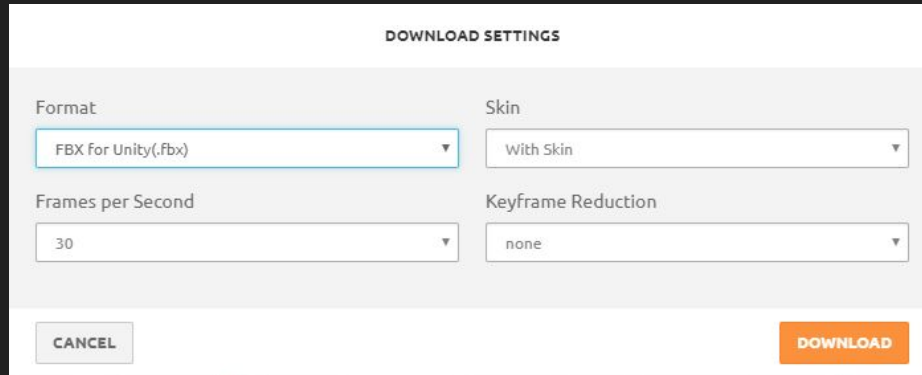 DOWNLOAD SETTINGS
Format
Skin
FBX for Unity(.fbx)
With Skin
Frames per Second
Keyframe Reduction
30
none
CANCEL
DOWNLOAD